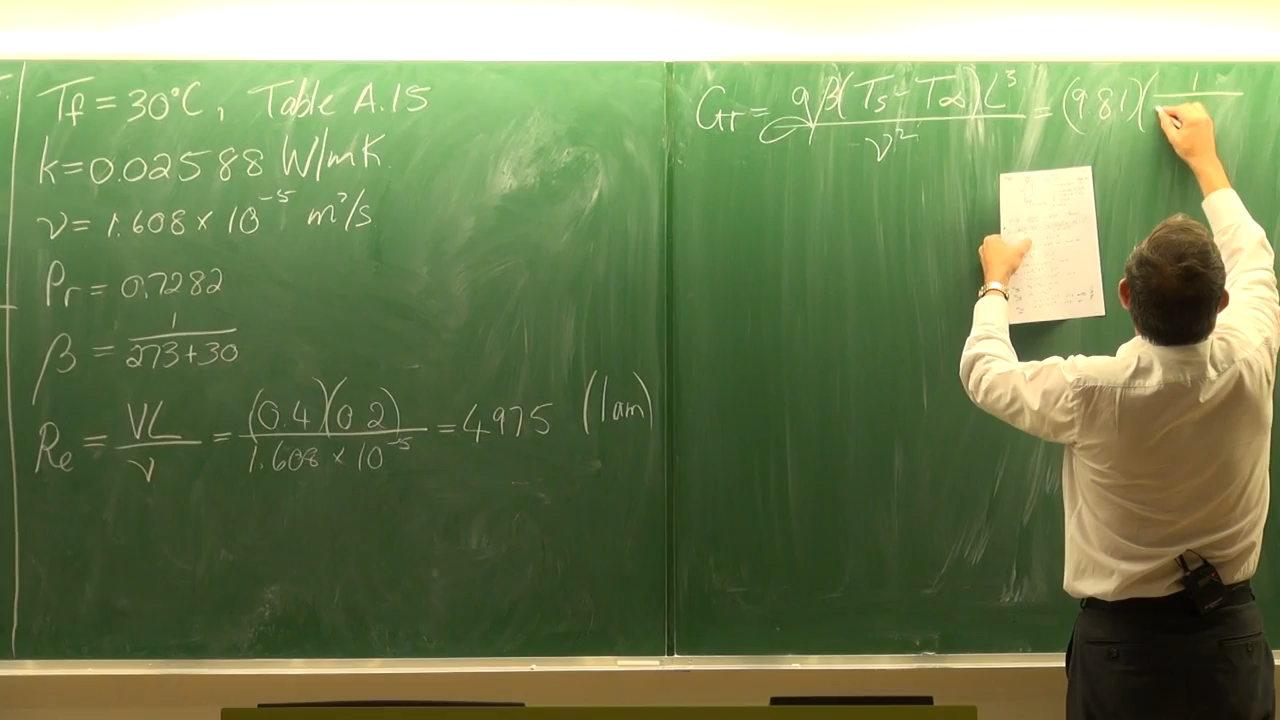 Tf = 30°C, Table A.15
k = 0.02588 W/mK.
ν = 1.608 × 10⁻⁵ m²/s.
Pr = 0.7282
β = 1 / (273+30)
Re = VL/ν = (0.4)(0.2) / (1.608 × 10⁻⁵) = 4975 (lam)
Gr = gβ(Ts - T∞)L³ / ν² = (9.81)(1 /